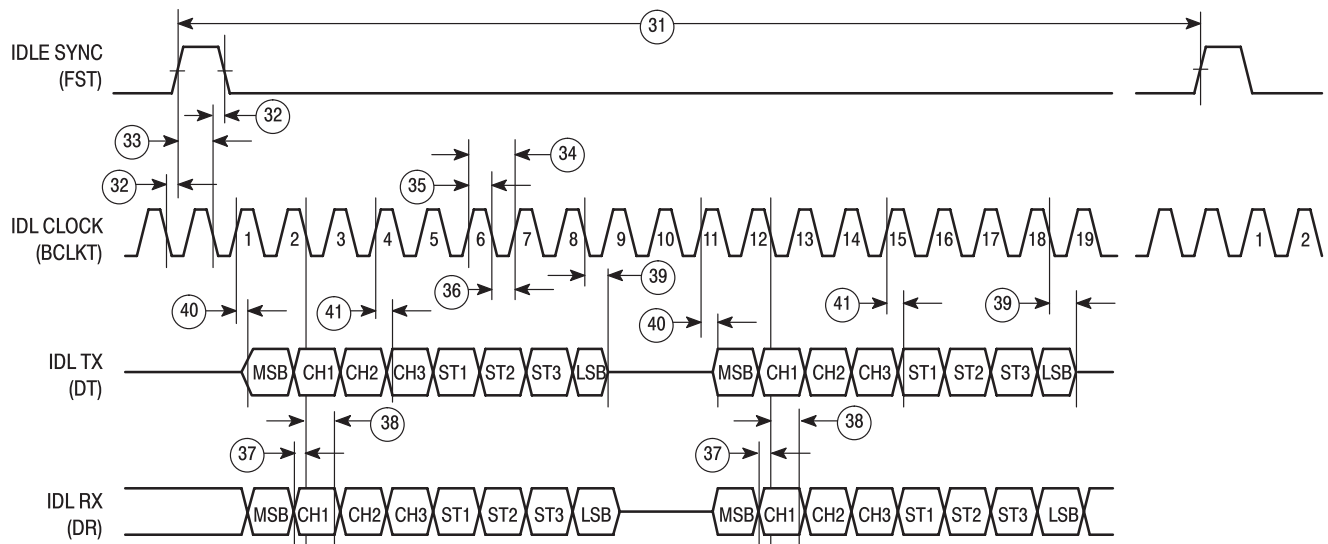 31
IDLE SYNC
(FST)
32
33
34
32
35
IDL CLOCK
(BCLKT)
1 2 3 4 5 6 7 8 9 10 11 12 13 14 15 16 17 18 19 1 2
36
39
40
41
40
41
39
IDL TX
(DT)
MSB CH1 CH2 CH3 ST1 ST2 ST3 LSB MSB CH1 CH2 CH3 ST1 ST2 ST3 LSB
38
38
37
37
IDL RX
(DR)
MSB CH1 CH2 CH3 ST1 ST2 ST3 LSB MSB CH1 CH2 CH3 ST1 ST2 ST3 LSB